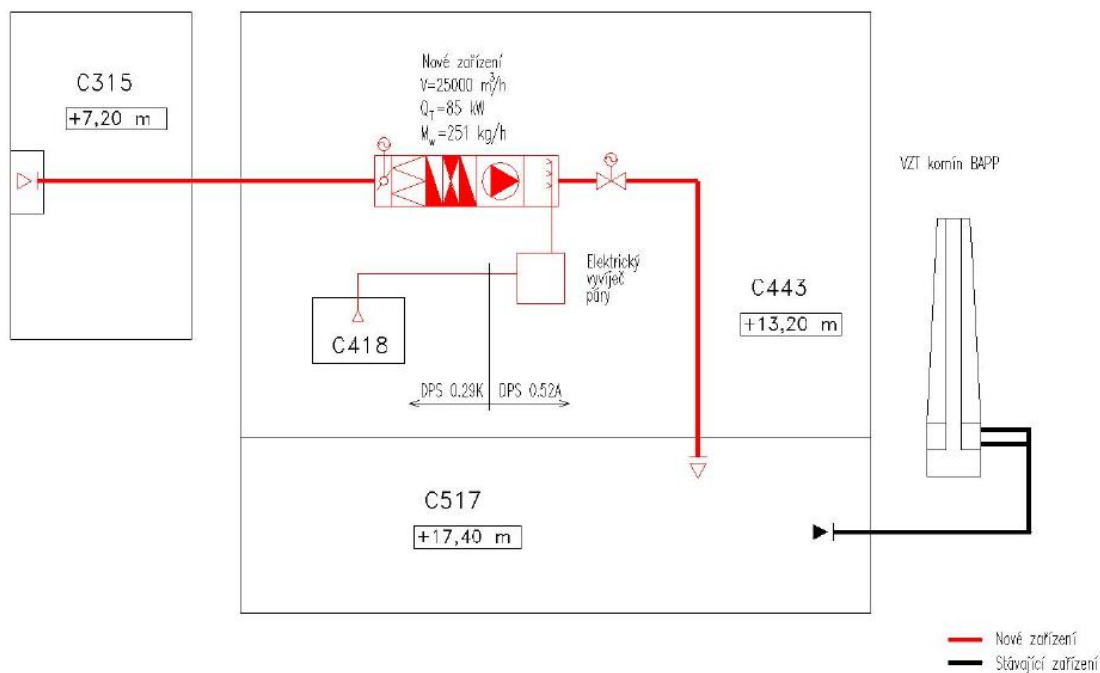 C315
+7,20 m
Nové zařízení
V=25000 m³/h
Q_T=85 kW
M_w=251 kg/h
VZT komín BAPP
Elektrický
vyvíječ
páry
C418
C443
+13,20 m
DPS 0.29K
DPS 0.52A
C517
+17,40 m
Nové zařízení
Stávající zařízení